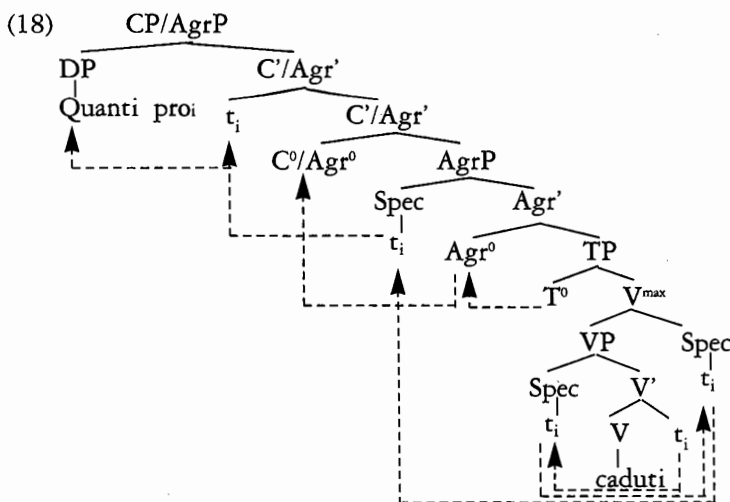 (18) CP/AgrP
DP C'/Agr'
Quanti proᵢ tᵢ C'/Agr'
C⁰/Agr⁰ AgrP
Spec Agr'
tᵢ Agr⁰ TP
T⁰ Vᵐᵃˣ
VP Spec
Spec V' tᵢ
tᵢ V tᵢ
caduti